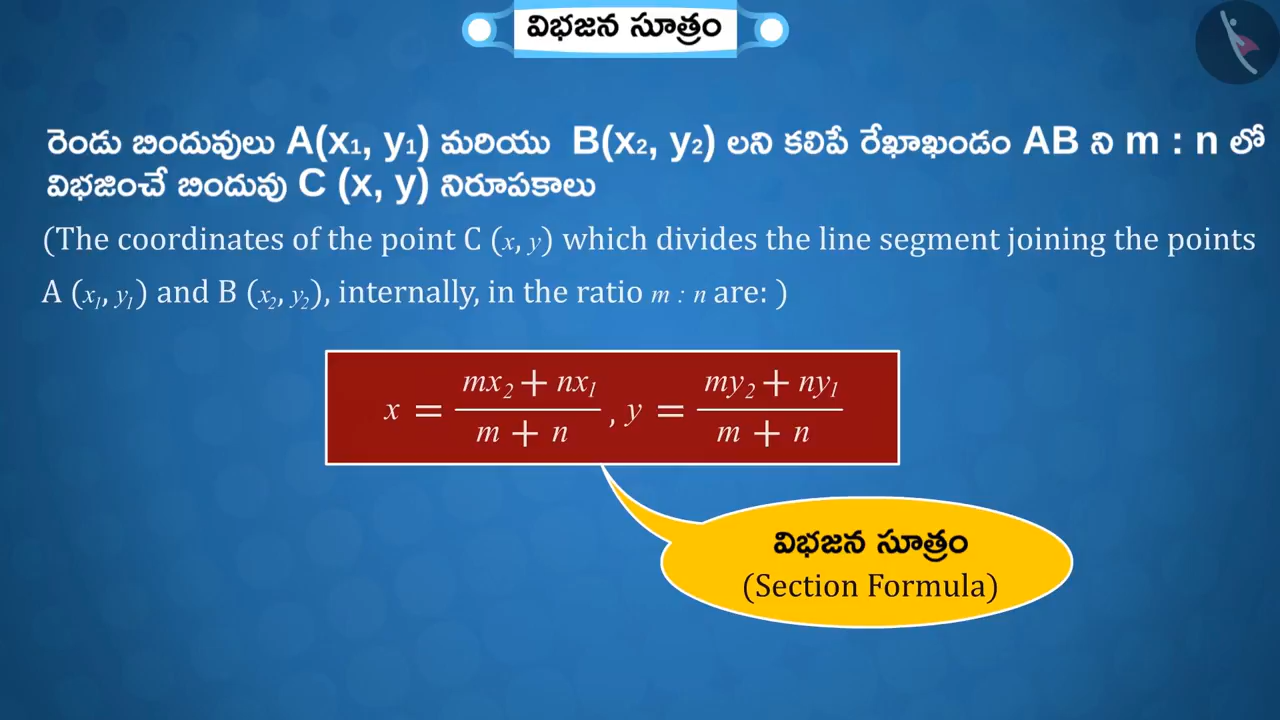 విభజన సూత్రం
రెండు బిందువులు A(x₁, y₁) మరియు B(x₂, y₂) లని కలిపే రేఖాఖండం AB ని m : n లో
విభజించే బిందువు C (x, y) నిరూపకాలు
(The coordinates of the point C (x, y) which divides the line segment joining the points
A (x₁, y₁) and B (x₂, y₂), internally, in the ratio m : n are: )
x = (mx₂ + nx₁)/(m + n) , y = (my₂ + ny₁)/(m + n)
విభజన సూత్రం
(Section Formula)